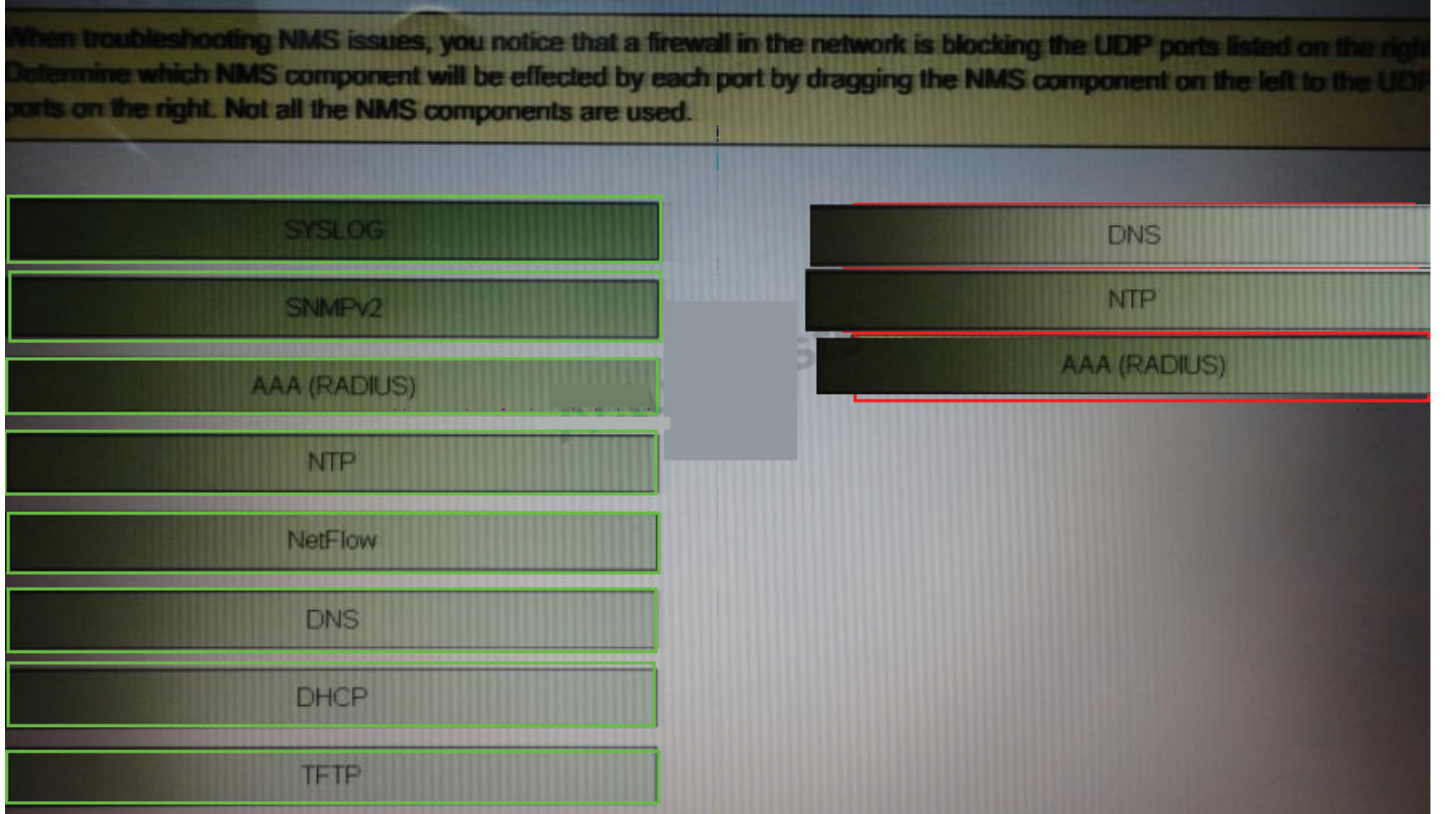 When troubleshooting NMS issues, you notice that a firewall in the network is blocking the UDP ports listed on the
Determine which NMS component will be effected by each port by dragging the NMS component on the left to the UDP
ports on the right. Not all the NMS components are used.
SYSLOG
SNMPv2
AAA (RADIUS)
NTP
NetFlow
DNS
DHCP
TFTP
DNS
NTP
AAA (RADIUS)